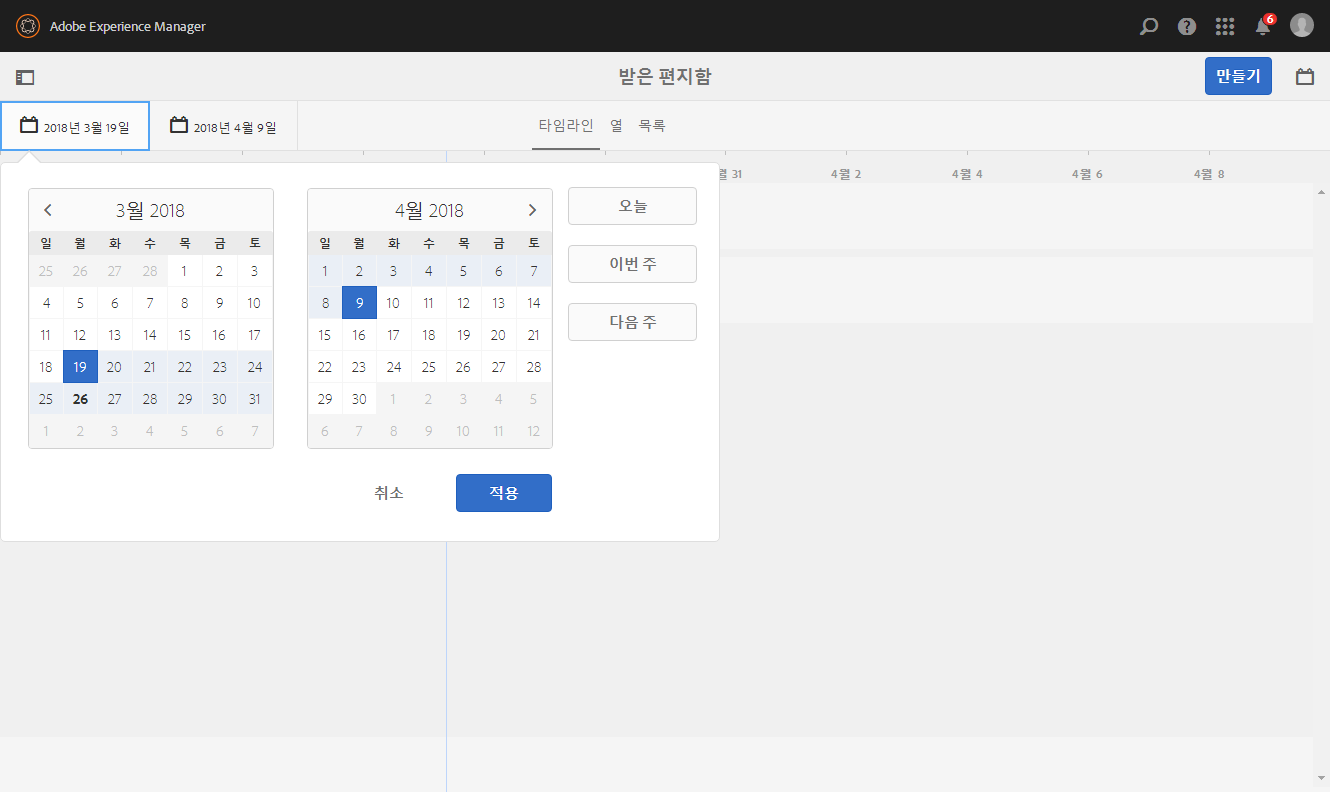 Adobe Experience Manager
6
받은 편지함
만들기
2018년 3월 19일 2018년 4월 9일 타임라인 열 목록
월 31 4월 2 4월 4 4월 6 4월 8
3월 2018
일 월 화 수 목 금 토
25 26 27 28 1 2 3
4 5 6 7 8 9 10
11 12 13 14 15 16 17
18 19 20 21 22 23 24
25 26 27 28 29 30 31
1 2 3 4 5 6 7
4월 2018
일 월 화 수 목 금 토
1 2 3 4 5 6 7
8 9 10 11 12 13 14
15 16 17 18 19 20 21
22 23 24 25 26 27 28
29 30 1 2 3 4 5
6 7 8 9 10 11 12
오늘
이번 주
다음 주
취소 적용